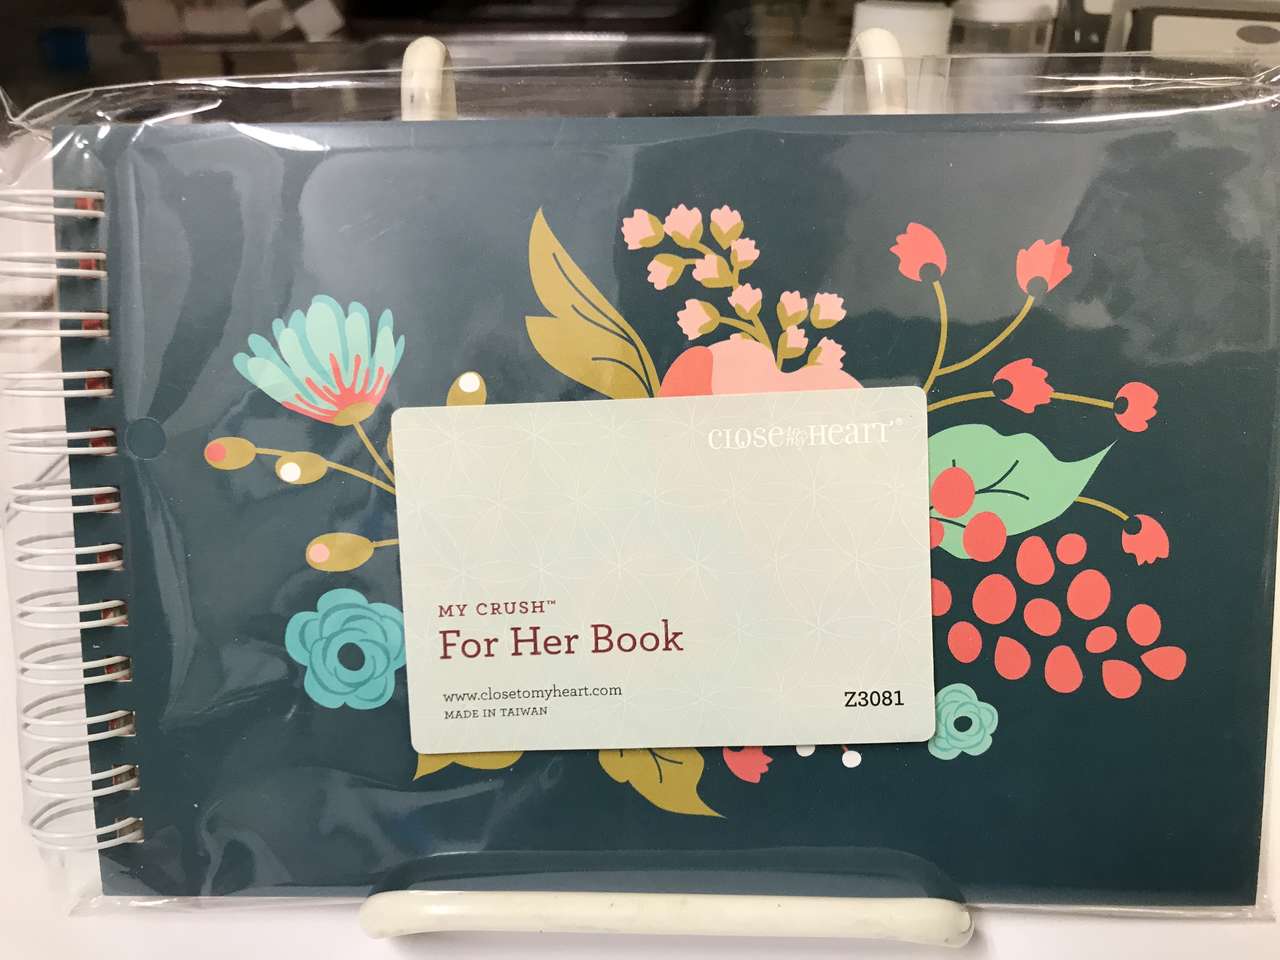 CLOSE to my HEART®
MY CRUSH™
For Her Book
www.closetomyheart.com
MADE IN TAIWAN
Z3081